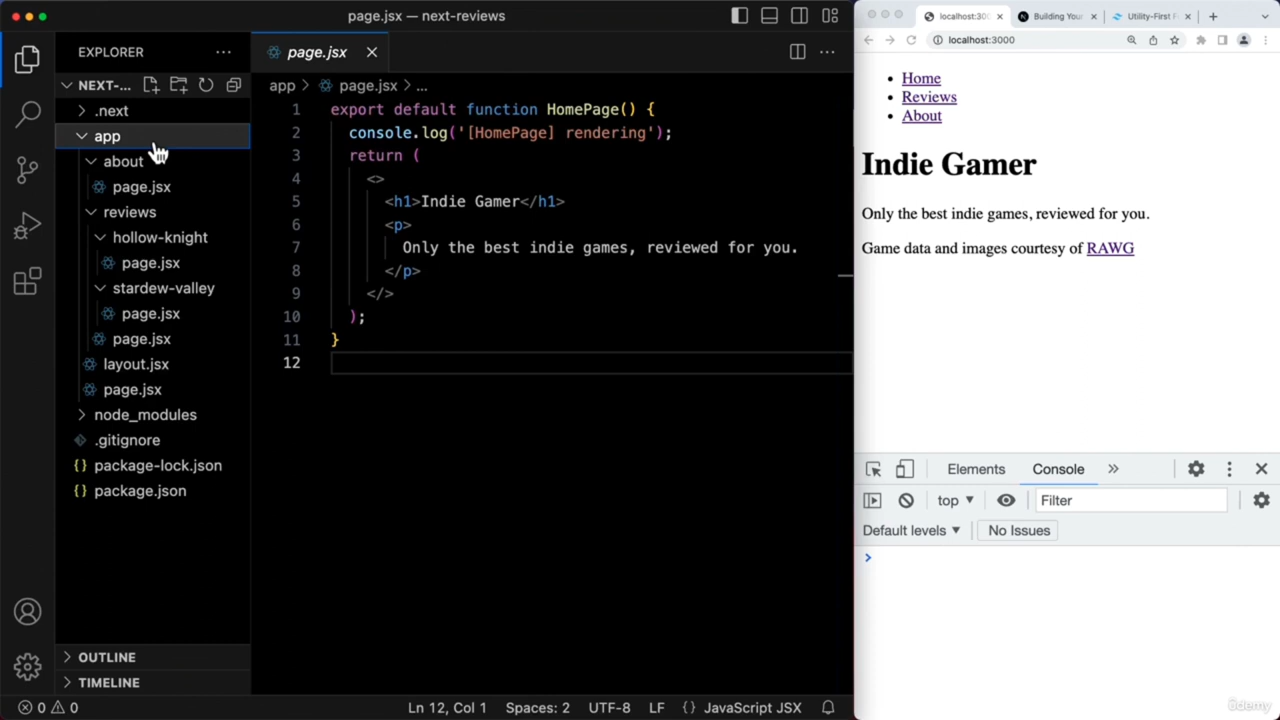 page.jsx — next-reviews
EXPLORER
NEXT-...
.next
app
about
page.jsx
reviews
hollow-knight
page.jsx
stardew-valley
page.jsx
page.jsx
layout.jsx
page.jsx
node_modules
.gitignore
{} package-lock.json
{} package.json
OUTLINE
TIMELINE
page.jsx
app > page.jsx > ...
1 export default function HomePage() {
2 console.log('[HomePage] rendering');
3 return (
4 <>
5 <h1>Indie Gamer</h1>
6 <p>
7 Only the best indie games, reviewed for you.
8 </p>
9 </>
10 );
11 }
12
0 0
Ln 12, Col 1 Spaces: 2 UTF-8 LF {} JavaScript JSX
localhost:300 Building Your Utility-First F
localhost:3000
• Home
• Reviews
• About
Indie Gamer
Only the best indie games, reviewed for you.
Game data and images courtesy of RAWG
Elements Console »
top Filter
Default levels No Issues
>
ûdemy